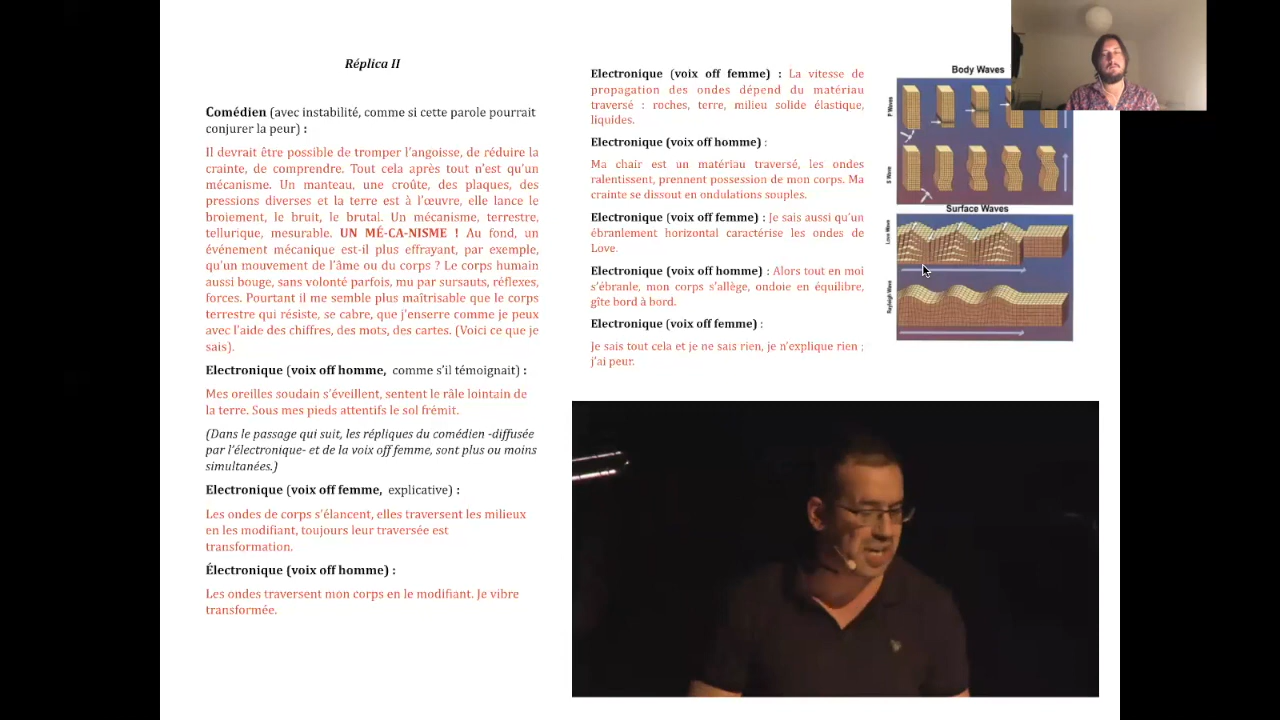 Réplica II
Comédien (avec instabilité, comme si cette parole pourrait
conjurer la peur) :
Il devrait être possible de tromper l'angoisse, de réduire la
crainte, de comprendre. Tout cela après tout n'est qu'un
mécanisme. Un manteau, une croûte, des plaques, des
pressions diverses et la terre est à l'œuvre, elle lance le
broiement, le bruit, le brutal. Un mécanisme, terrestre,
tellurique, mesurable. UN MÉ-CA-NISME ! Au fond, un
événement mécanique est-il plus effrayant, par exemple,
qu'un mouvement de l'âme ou du corps ? Le corps humain
aussi bouge, sans volonté parfois, mu par sursauts, réflexes,
forces. Pourtant il me semble plus maîtrisable que le corps
terrestre qui résiste, se cabre, que j'enserre comme je peux
avec l'aide des chiffres, des mots, des cartes. (Voici ce que je
sais).
Electronique (voix off homme, comme s'il témoignait) :
Mes oreilles soudain s'éveillent, sentent le râle lointain de
la terre. Sous mes pieds attentifs le sol frémit.
(Dans le passage qui suit, les répliques du comédien -diffusée
par l'électronique- et de la voix off femme, sont plus ou moins
simultanées.)
Electronique (voix off femme, explicative) :
Les ondes de corps s'élancent, elles traversent les milieux
en les modifiant, toujours leur traversée est
transformation.
Électronique (voix off homme) :
Les ondes traversent mon corps en le modifiant. Je vibre
transformée.
Electronique (voix off femme) : La vitesse de
propagation des ondes dépend du matériau
traversé : roches, terre, milieu solide élastique,
liquides.
Electronique (voix off homme) :
Ma chair est un matériau traversé, les ondes
ralentissent, prennent possession de mon corps. Ma
crainte se dissout en ondulations souples.
Electronique (voix off femme) : Je sais aussi qu'un
ébranlement horizontal caractérise les ondes de
Love.
Electronique (voix off homme) : Alors tout en moi
s'ébranle, mon corps s'allège, ondoie en équilibre,
gîte bord à bord.
Electronique (voix off femme) :
Je sais tout cela et je ne sais rien, je n'explique rien ;
j'ai peur.
Body Waves
P Waves
S Wave
Surface Waves
Love Wave
Rayleigh Wave